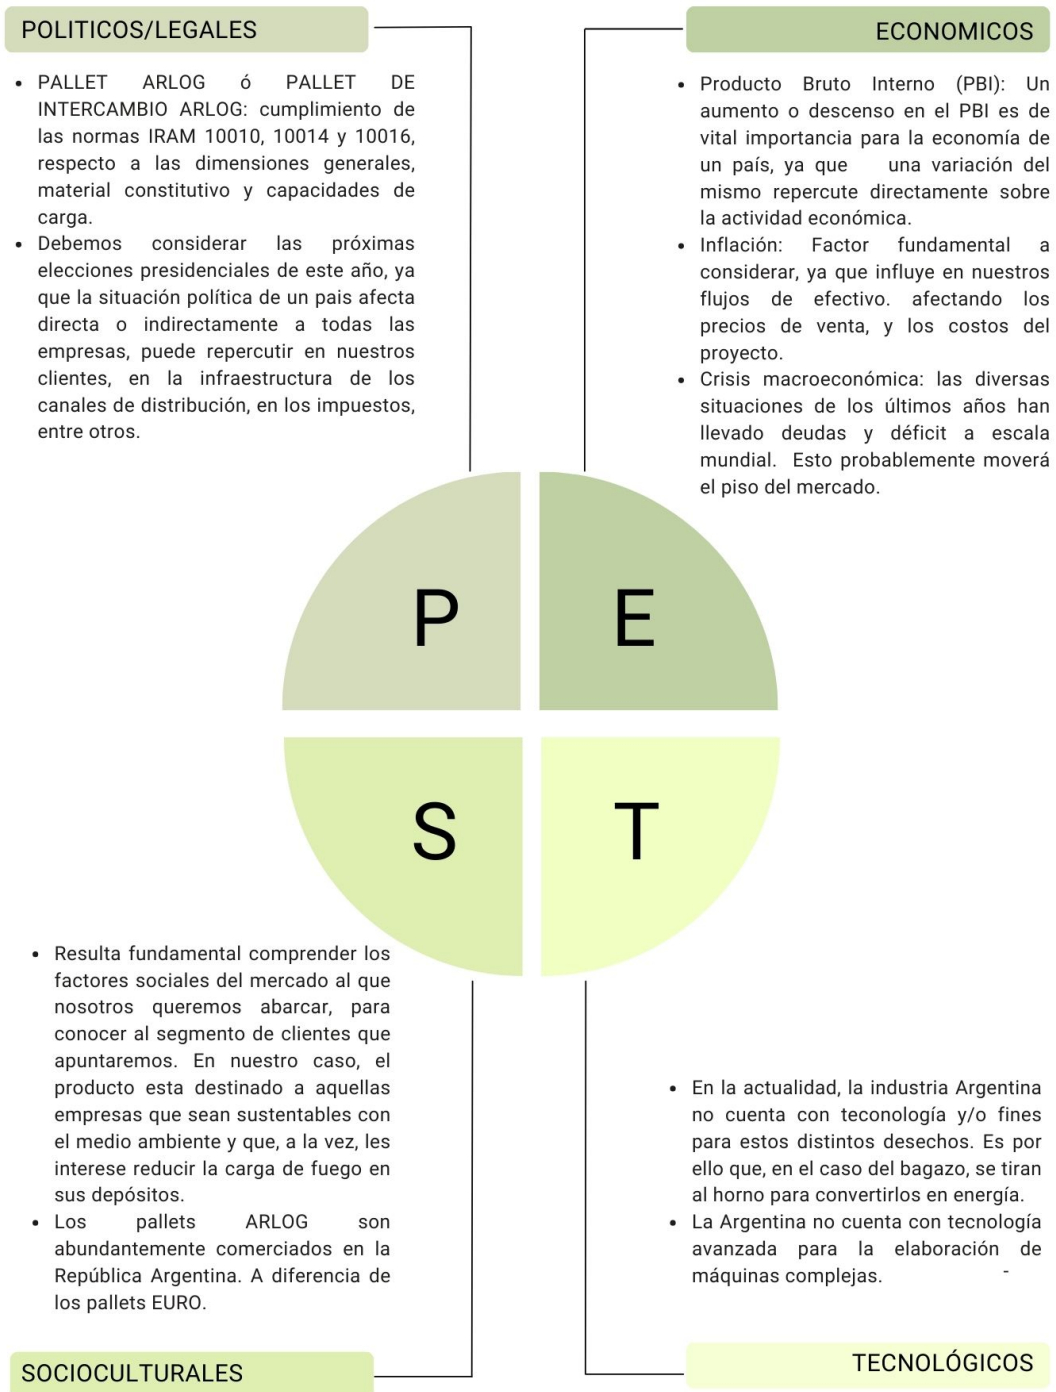 POLITICOS/LEGALES
• PALLET ARLOG ó PALLET DE
INTERCAMBIO ARLOG: cumplimiento de
las normas IRAM 10010, 10014 y 10016,
respecto a las dimensiones generales,
material constitutivo y capacidades de
carga.
• Debemos considerar las próximas
elecciones presidenciales de este año, ya
que la situación política de un pais afecta
directa o indirectamente a todas las
empresas, puede repercutir en nuestros
clientes, en la infraestructura de los
canales de distribución, en los impuestos,
entre otros.
ECONOMICOS
• Producto Bruto Interno (PBI): Un
aumento o descenso en el PBI es de
vital importancia para la economía de
un país, ya que una variación del
mismo repercute directamente sobre
la actividad económica.
• Inflación: Factor fundamental a
considerar, ya que influye en nuestros
flujos de efectivo. afectando los
precios de venta, y los costos del
proyecto.
• Crisis macroeconómica: las diversas
situaciones de los últimos años han
llevado deudas y déficit a escala
mundial. Esto probablemente moverá
el piso del mercado.
P
E
S
T
• Resulta fundamental comprender los
factores sociales del mercado al que
nosotros queremos abarcar, para
conocer al segmento de clientes que
apuntaremos. En nuestro caso, el
producto esta destinado a aquellas
empresas que sean sustentables con
el medio ambiente y que, a la vez, les
interese reducir la carga de fuego en
sus depósitos.
• Los pallets ARLOG son
abundantemente comerciados en la
República Argentina. A diferencia de
los pallets EURO.
SOCIOCULTURALES
• En la actualidad, la industria Argentina
no cuenta con teconología y/o fines
para estos distintos desechos. Es por
ello que, en el caso del bagazo, se tiran
al horno para convertirlos en energía.
• La Argentina no cuenta con tecnología
avanzada para la elaboración de
máquinas complejas. -
TECNOLÓGICOS